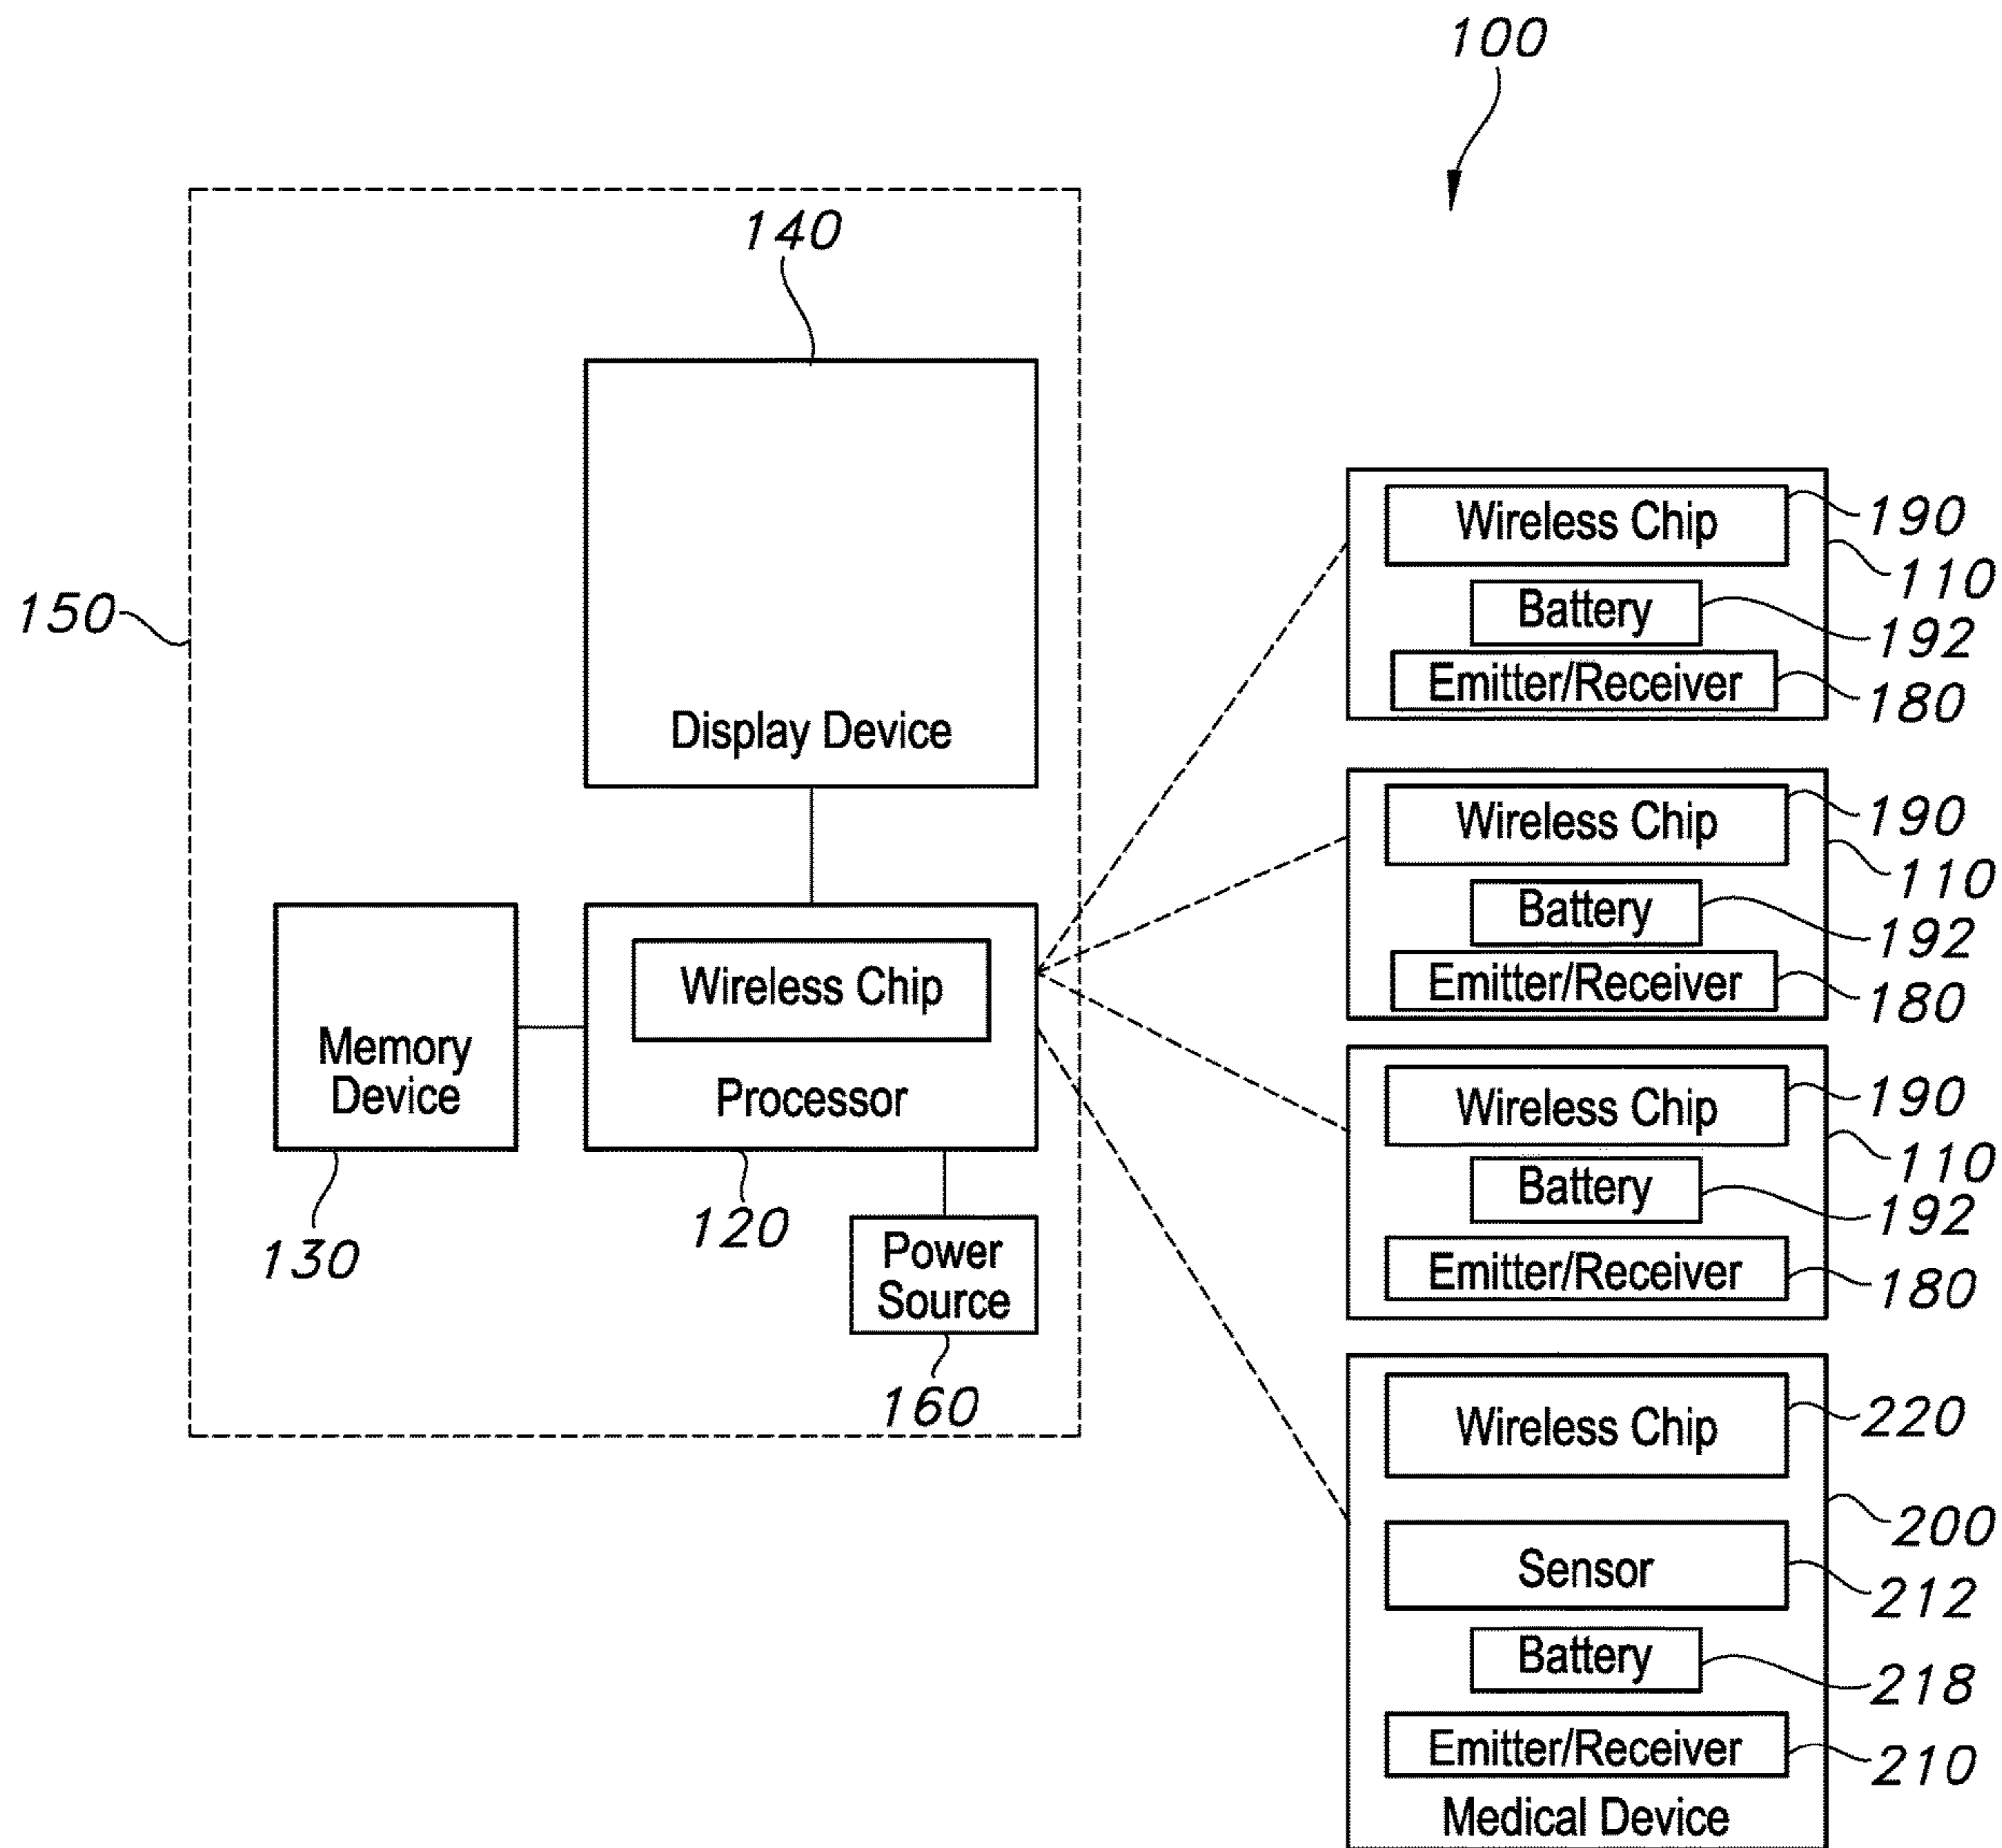 100
140
150
Display Device
Wireless Chip
Processor
Memory
Device
130
120
Power
Source
160
Wireless Chip
190
110
Battery
192
Emitter/Receiver
180
Wireless Chip
190
110
Battery
192
Emitter/Receiver
180
Wireless Chip
190
110
Battery
192
Emitter/Receiver
180
Wireless Chip
220
200
Sensor
212
Battery
218
Emitter/Receiver
210
Medical Device